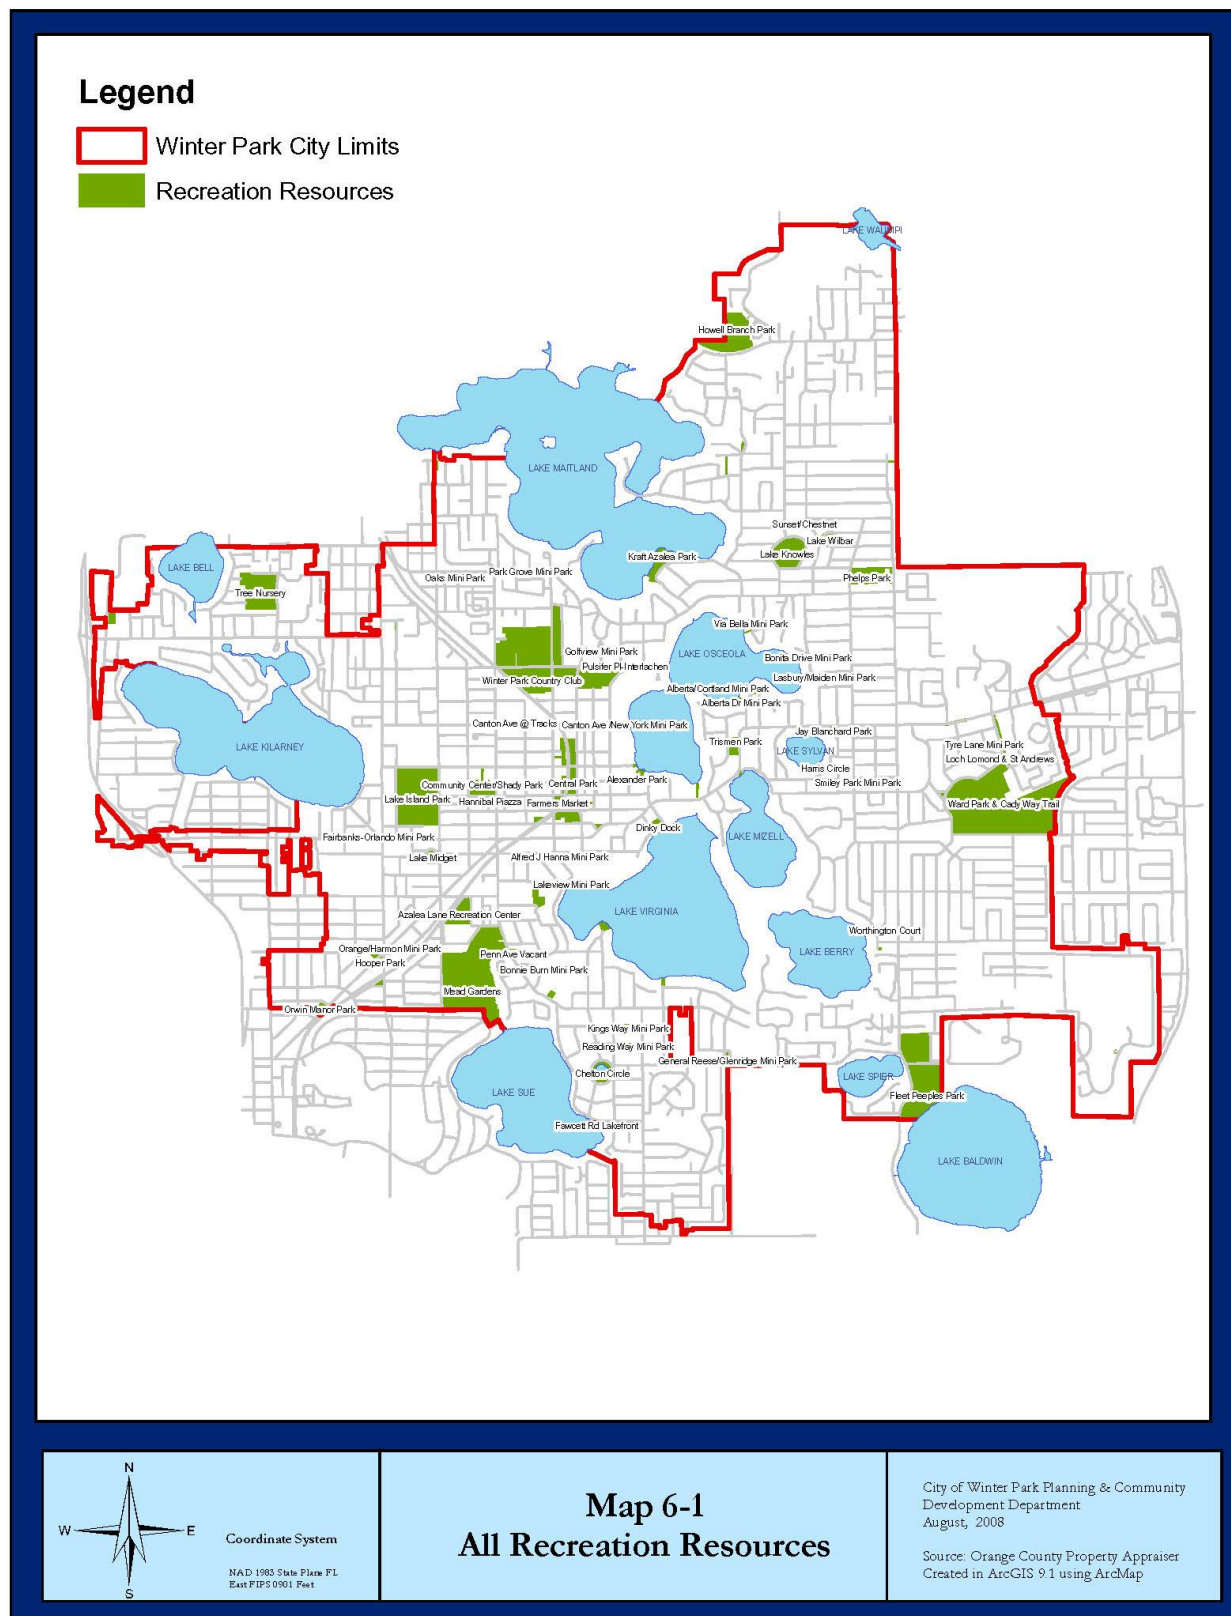 Legend
Winter Park City Limits
Recreation Resources
LAKE WAUMPI
Howell Branch Park
LAKE MAITLAND
Sunset/Chestnet
Lake Wilbar
Lake Knowles
Kraft Azalea Park
LAKE BELL
Park Grove Mini Park
Oaks Mini Park
Phelps Park
Tree Nursery
Via Bella Mini Park
Golfview Mini Park
LAKE OSCEOLA
Bonita Drive Mini Park
Pulsifer Pl-Interlachen
Winter Park Country Club
Lasbury/Maiden Mini Park
Alberta/Cortland Mini Park
Alberta Dr Mini Park
Canton Ave @ Tracks
Canton Ave /New York Mini Park
Jay Blanchard Park
Trismen Park
LAKE KILARNEY
LAKE SYLVAN
Tyre Lane Mini Park
Loch Lomond & St Andrews
Harris Circle
Community Center/Shady Park
Central Park
Alexander Park
Smiley Park Mini Park
Lake Island Park
Hannibal Piazza
Farmers Market
Ward Park & Cady Way Trail
Dinky Dock
Fairbanks-Orlando Mini Park
LAKE MIZELL
Lake Midget
Alfred J Hanna Mini Park
Lakeview Mini Park
Azalea Lane Recreation Center
LAKE VIRGINIA
Worthington Court
Orange/Harmon Mini Park
Penn Ave Vacant
LAKE BERRY
Hooper Park
Bonnie Burn Mini Park
Mead Gardens
Orwin Manor Park
Kings Way Mini Park
Reading Way Mini Park
General Reese/Glenridge Mini Park
Chelton Circle
LAKE SPIER
LAKE SUE
Fleet Peeples Park
Fawcett Rd Lakefront
LAKE BALDWIN
N
W
E
S
Coordinate System
NAD 1983 State Plane FL
East FIPS 0901 Feet
Map 6-1
All Recreation Resources
City of Winter Park Planning & Community
Development Department
August, 2008
Source: Orange County Property Appraiser
Created in ArcGIS 9.1 using ArcMap